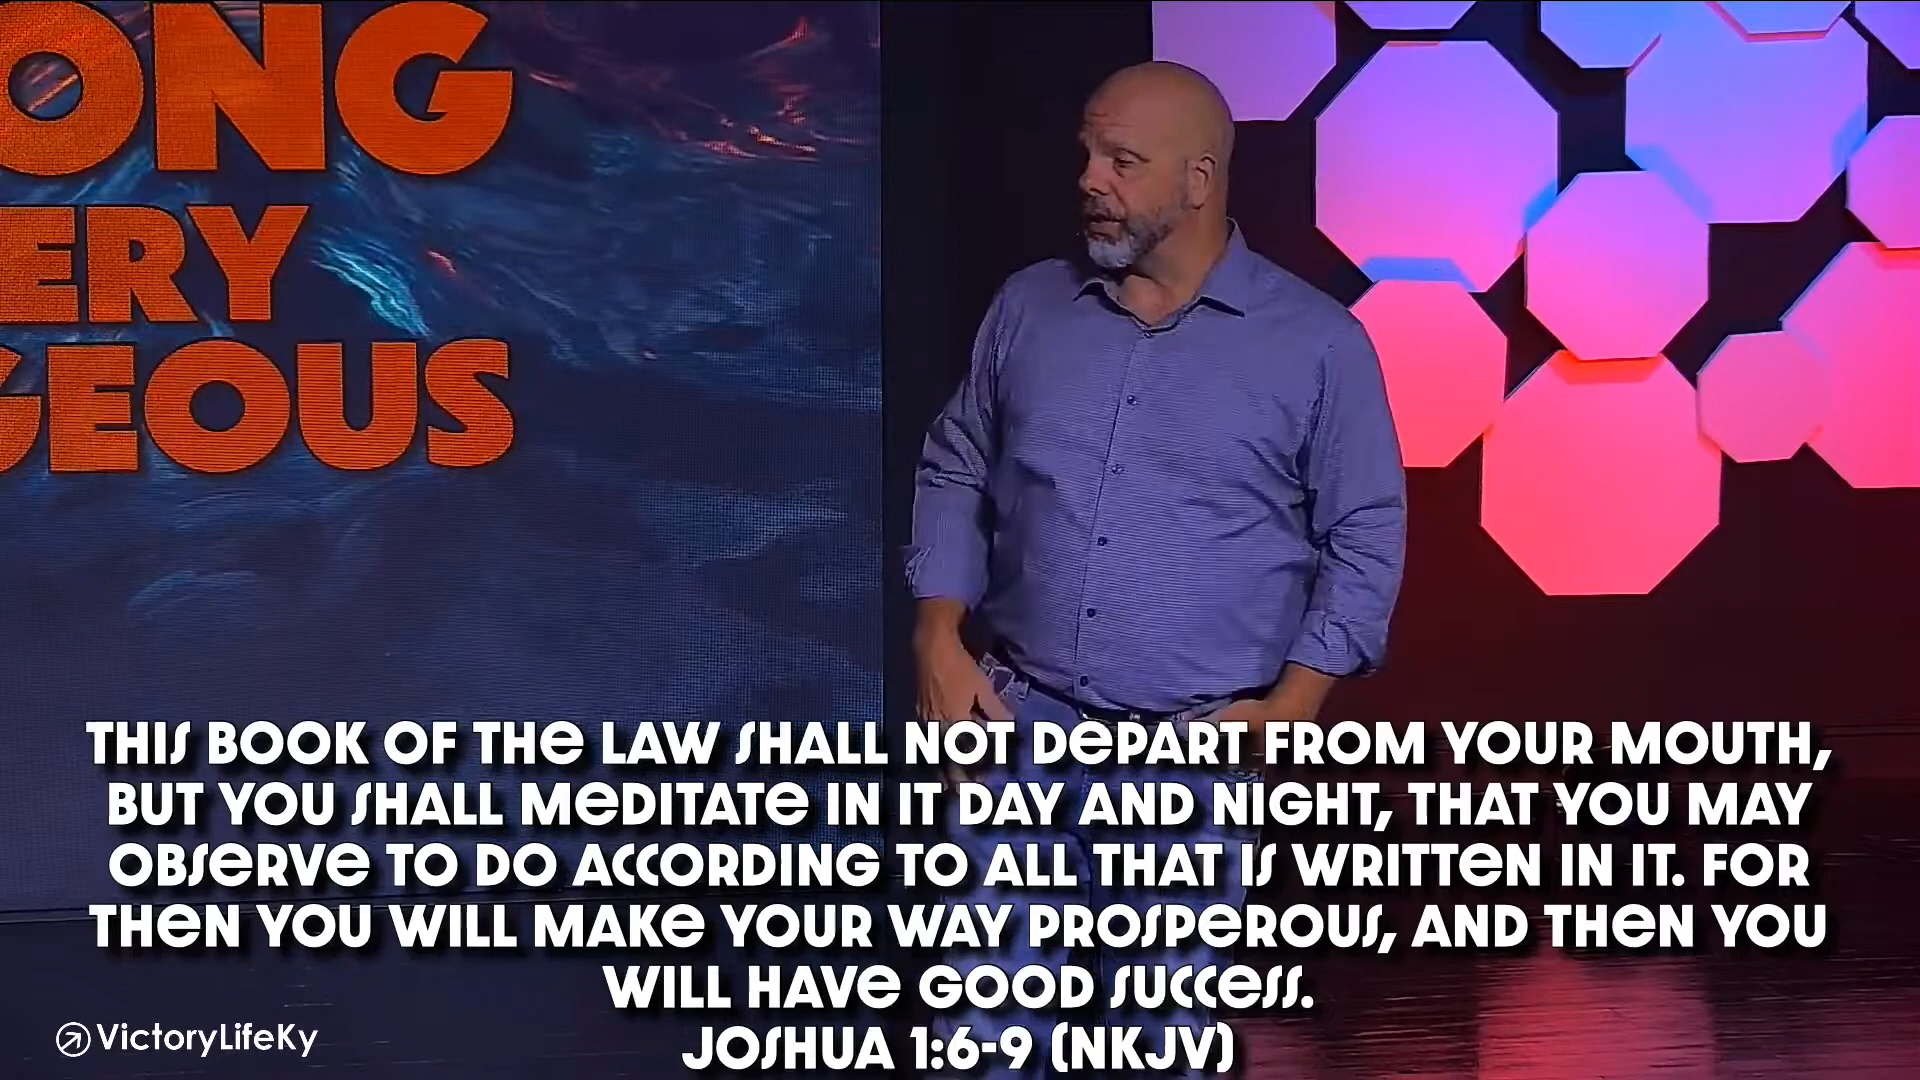 ONG
ERY
GEOUS
THIS BOOK OF THE LAW SHALL NOT DEPART FROM YOUR MOUTH,
BUT YOU SHALL MEDITATE IN IT DAY AND NIGHT, THAT YOU MAY
OBSERVE TO DO ACCORDING TO ALL THAT IS WRITTEN IN IT. FOR
THEN YOU WILL MAKE YOUR WAY PROSPEROUS, AND THEN YOU
WILL HAVE GOOD SUCCESS.
JOSHUA 1:6-9 (NKJV)
VictoryLifeKy